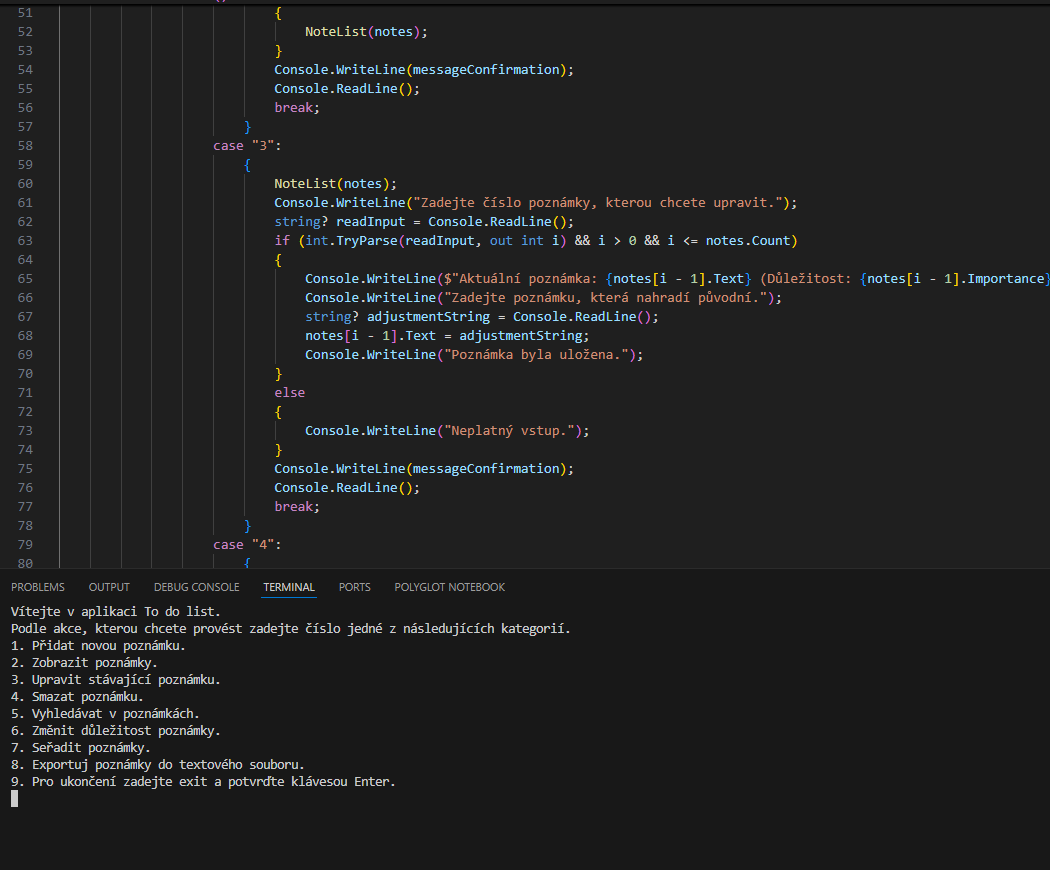 51 {
52 NoteList(notes);
53 }
54 Console.WriteLine(messageConfirmation);
55 Console.ReadLine();
56 break;
57 }
58 case "3":
59 {
60 NoteList(notes);
61 Console.WriteLine("Zadejte číslo poznámky, kterou chcete upravit.");
62 string? readInput = Console.ReadLine();
63 if (int.TryParse(readInput, out int i) && i > 0 && i <= notes.Count)
64 {
65 Console.WriteLine($"Aktuální poznámka: {notes[i - 1].Text} (Důležitost: {notes[i - 1].Importance}
66 Console.WriteLine("Zadejte poznámku, která nahradí původní.");
67 string? adjustmentString = Console.ReadLine();
68 notes[i - 1].Text = adjustmentString;
69 Console.WriteLine("Poznámka byla uložena.");
70 }
71 else
72 {
73 Console.WriteLine("Neplatný vstup.");
74 }
75 Console.WriteLine(messageConfirmation);
76 Console.ReadLine();
77 break;
78 }
79 case "4":
80 {
PROBLEMS OUTPUT DEBUG CONSOLE TERMINAL PORTS POLYGLOT NOTEBOOK
Vítejte v aplikaci To do list.
Podle akce, kterou chcete provést zadejte číslo jedné z následujících kategorií.
1. Přidat novou poznámku.
2. Zobrazit poznámky.
3. Upravit stávající poznámku.
4. Smazat poznámku.
5. Vyhledávat v poznámkách.
6. Změnit důležitost poznámky.
7. Seřadit poznámky.
8. Exportuj poznámky do textového souboru.
9. Pro ukončení zadejte exit a potvrďte klávesou Enter.